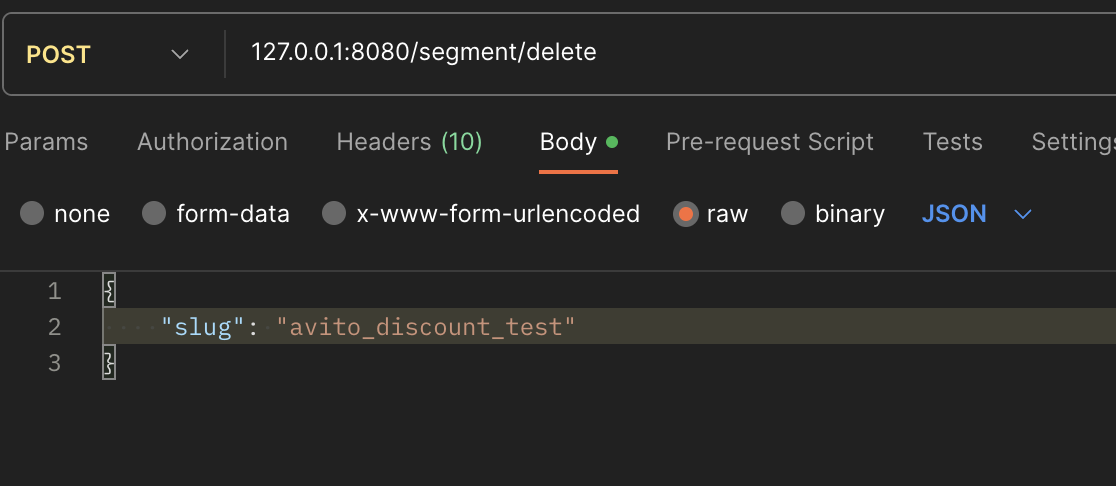 POST 127.0.0.1:8080/segment/delete
Params Authorization Headers (10) Body Pre-request Script Tests Settings
none form-data x-www-form-urlencoded raw binary JSON
1 {
2 "slug": "avito_discount_test"
3 }